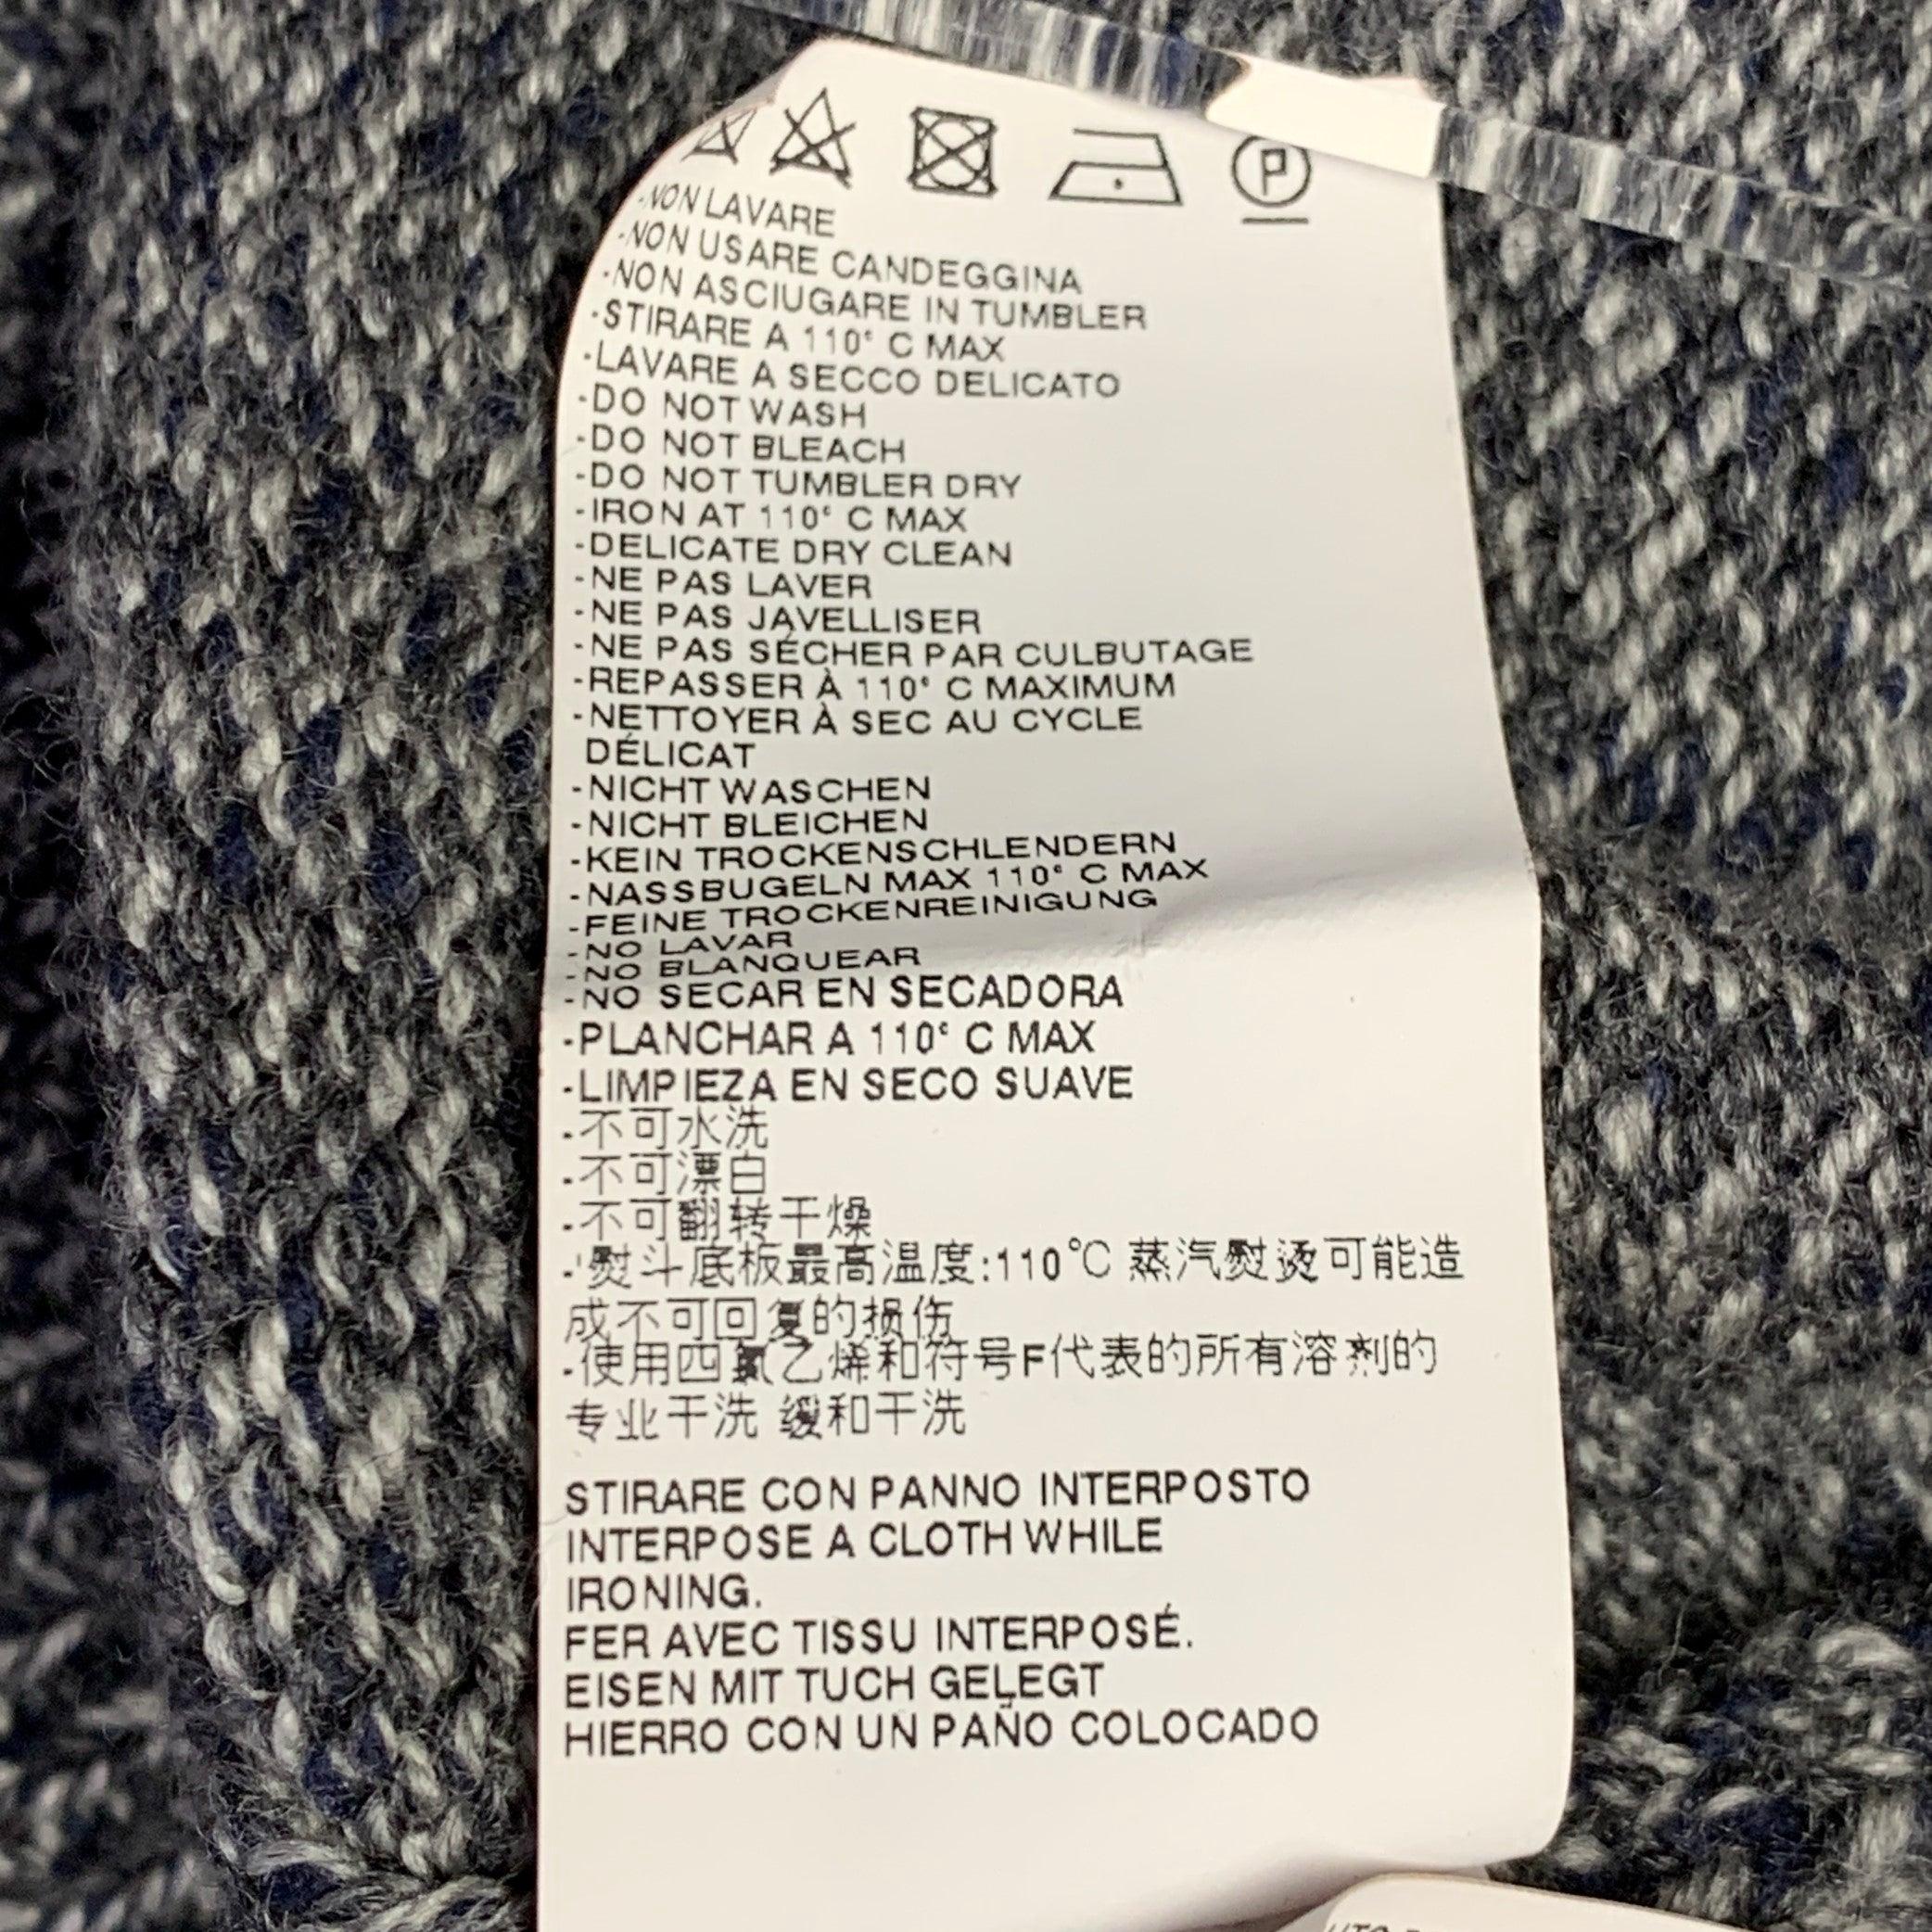 P
-NON LAVARE
-NON USARE CANDEGGINA
-NON ASCIUGARE IN TUMBLER
-STIRARE A 110° C MAX
-LAVARE A SECCO DELICATO
-DO NOT WASH
-DO NOT BLEACH
-DO NOT TUMBLER DRY
-IRON AT 110° C MAX
-DELICATE DRY CLEAN
-NE PAS LAVER
-NE PAS JAVELLISER
-NE PAS SÉCHER PAR CULBUTAGE
-REPASSER À 110° C MAXIMUM
-NETTOYER À SEC AU CYCLE
DÉLICAT
-NICHT WASCHEN
-NICHT BLEICHEN
-KEIN TROCKENSCHLENDERN
-NASSBUGELN MAX 110° C MAX
-FEINE TROCKENREINIGUNG
-NO LAVAR
-NO BLANQUEAR
-NO SECAR EN SECADORA
-PLANCHAR A 110° C MAX
-LIMPIEZA EN SECO SUAVE
-不可水洗
-不可漂白
-不可翻转干燥
-熨斗底板最高温度:110℃ 蒸汽熨烫可能造
成不可回复的损伤
-使用四氯乙烯和符号F代表的所有溶剂的
专业干洗 缓和干洗
STIRARE CON PANNO INTERPOSTO
INTERPOSE A CLOTH WHILE
IRONING.
FER AVEC TISSU INTERPOSÉ.
EISEN MIT TUCH GELEGT
HIERRO CON UN PAÑO COLOCADO